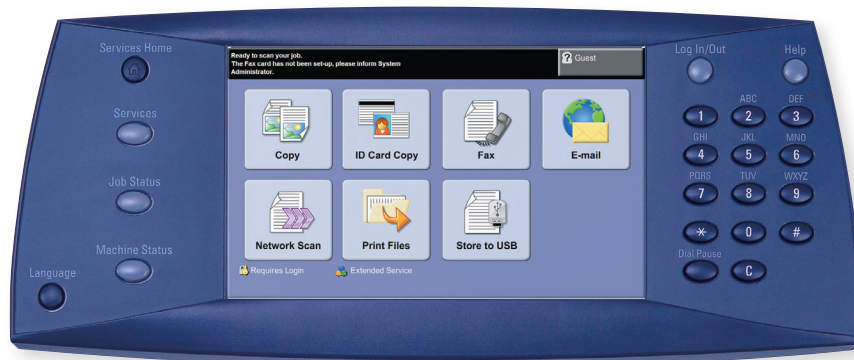 Services Home
Services
Job Status
Machine Status
Language
Ready to scan your job.
The Fax card has not been set-up, please inform System
Administrator.
? Guest
Copy
ID Card Copy
Fax
E-mail
Network Scan
Print Files
Store to USB
Requires Login
Extended Service
Log In/Out
Help
ABC
DEF
1
2
3
GHI
JKL
MNO
4
5
6
PQRS
TUV
WXYZ
7
8
9
*
0
#
Dial Pause
C